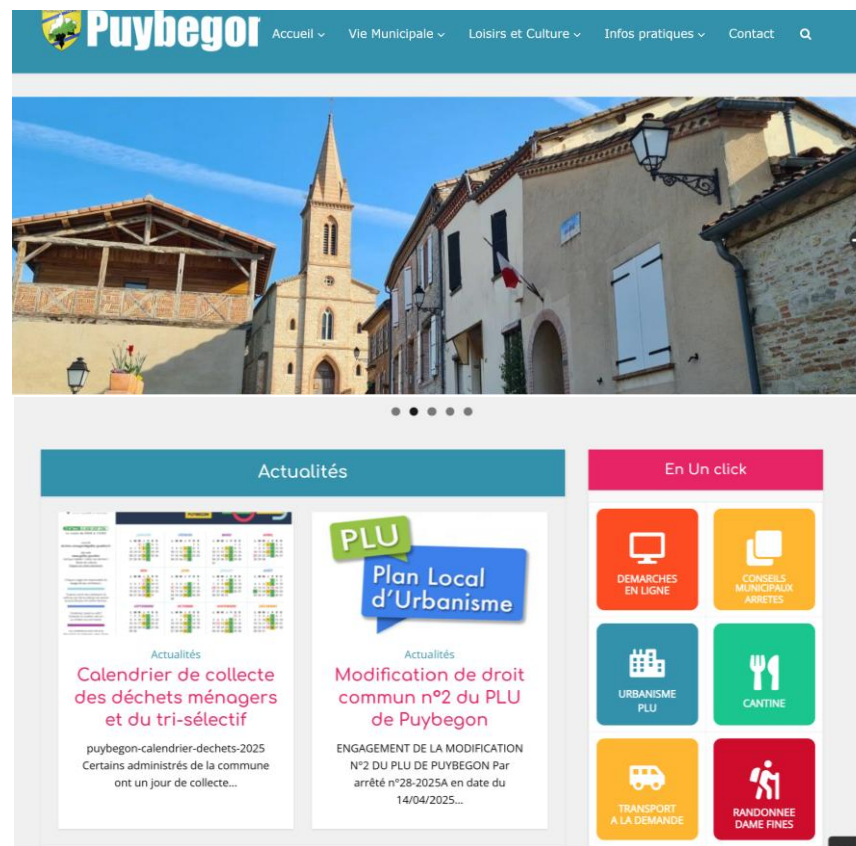 Puybegon
Accueil
Vie Municipale
Loisirs et Culture
Infos pratiques
Contact
Actualités
PLU
Plan Local
d'Urbanisme
Actualités
Calendrier de collecte
des déchets ménagers
et du tri-sélectif
puybegon-calendrier-dechets-2025
Certains administrés de la commune
ont un jour de collecte...
Actualités
Modification de droit
commun nº2 du PLU
de Puybegon
ENGAGEMENT DE LA MODIFICATION
N°2 DU PLU DE PUYBEGON Par
arrêté n°28-2025A en date du
14/04/2025...
En Un click
DEMARCHES
EN LIGNE
CONSEILS
MUNICIPAUX
ARRETES
URBANISME
PLU
CANTINE
TRANSPORT
A LA DEMANDE
RANDONNEE
DAME FINES